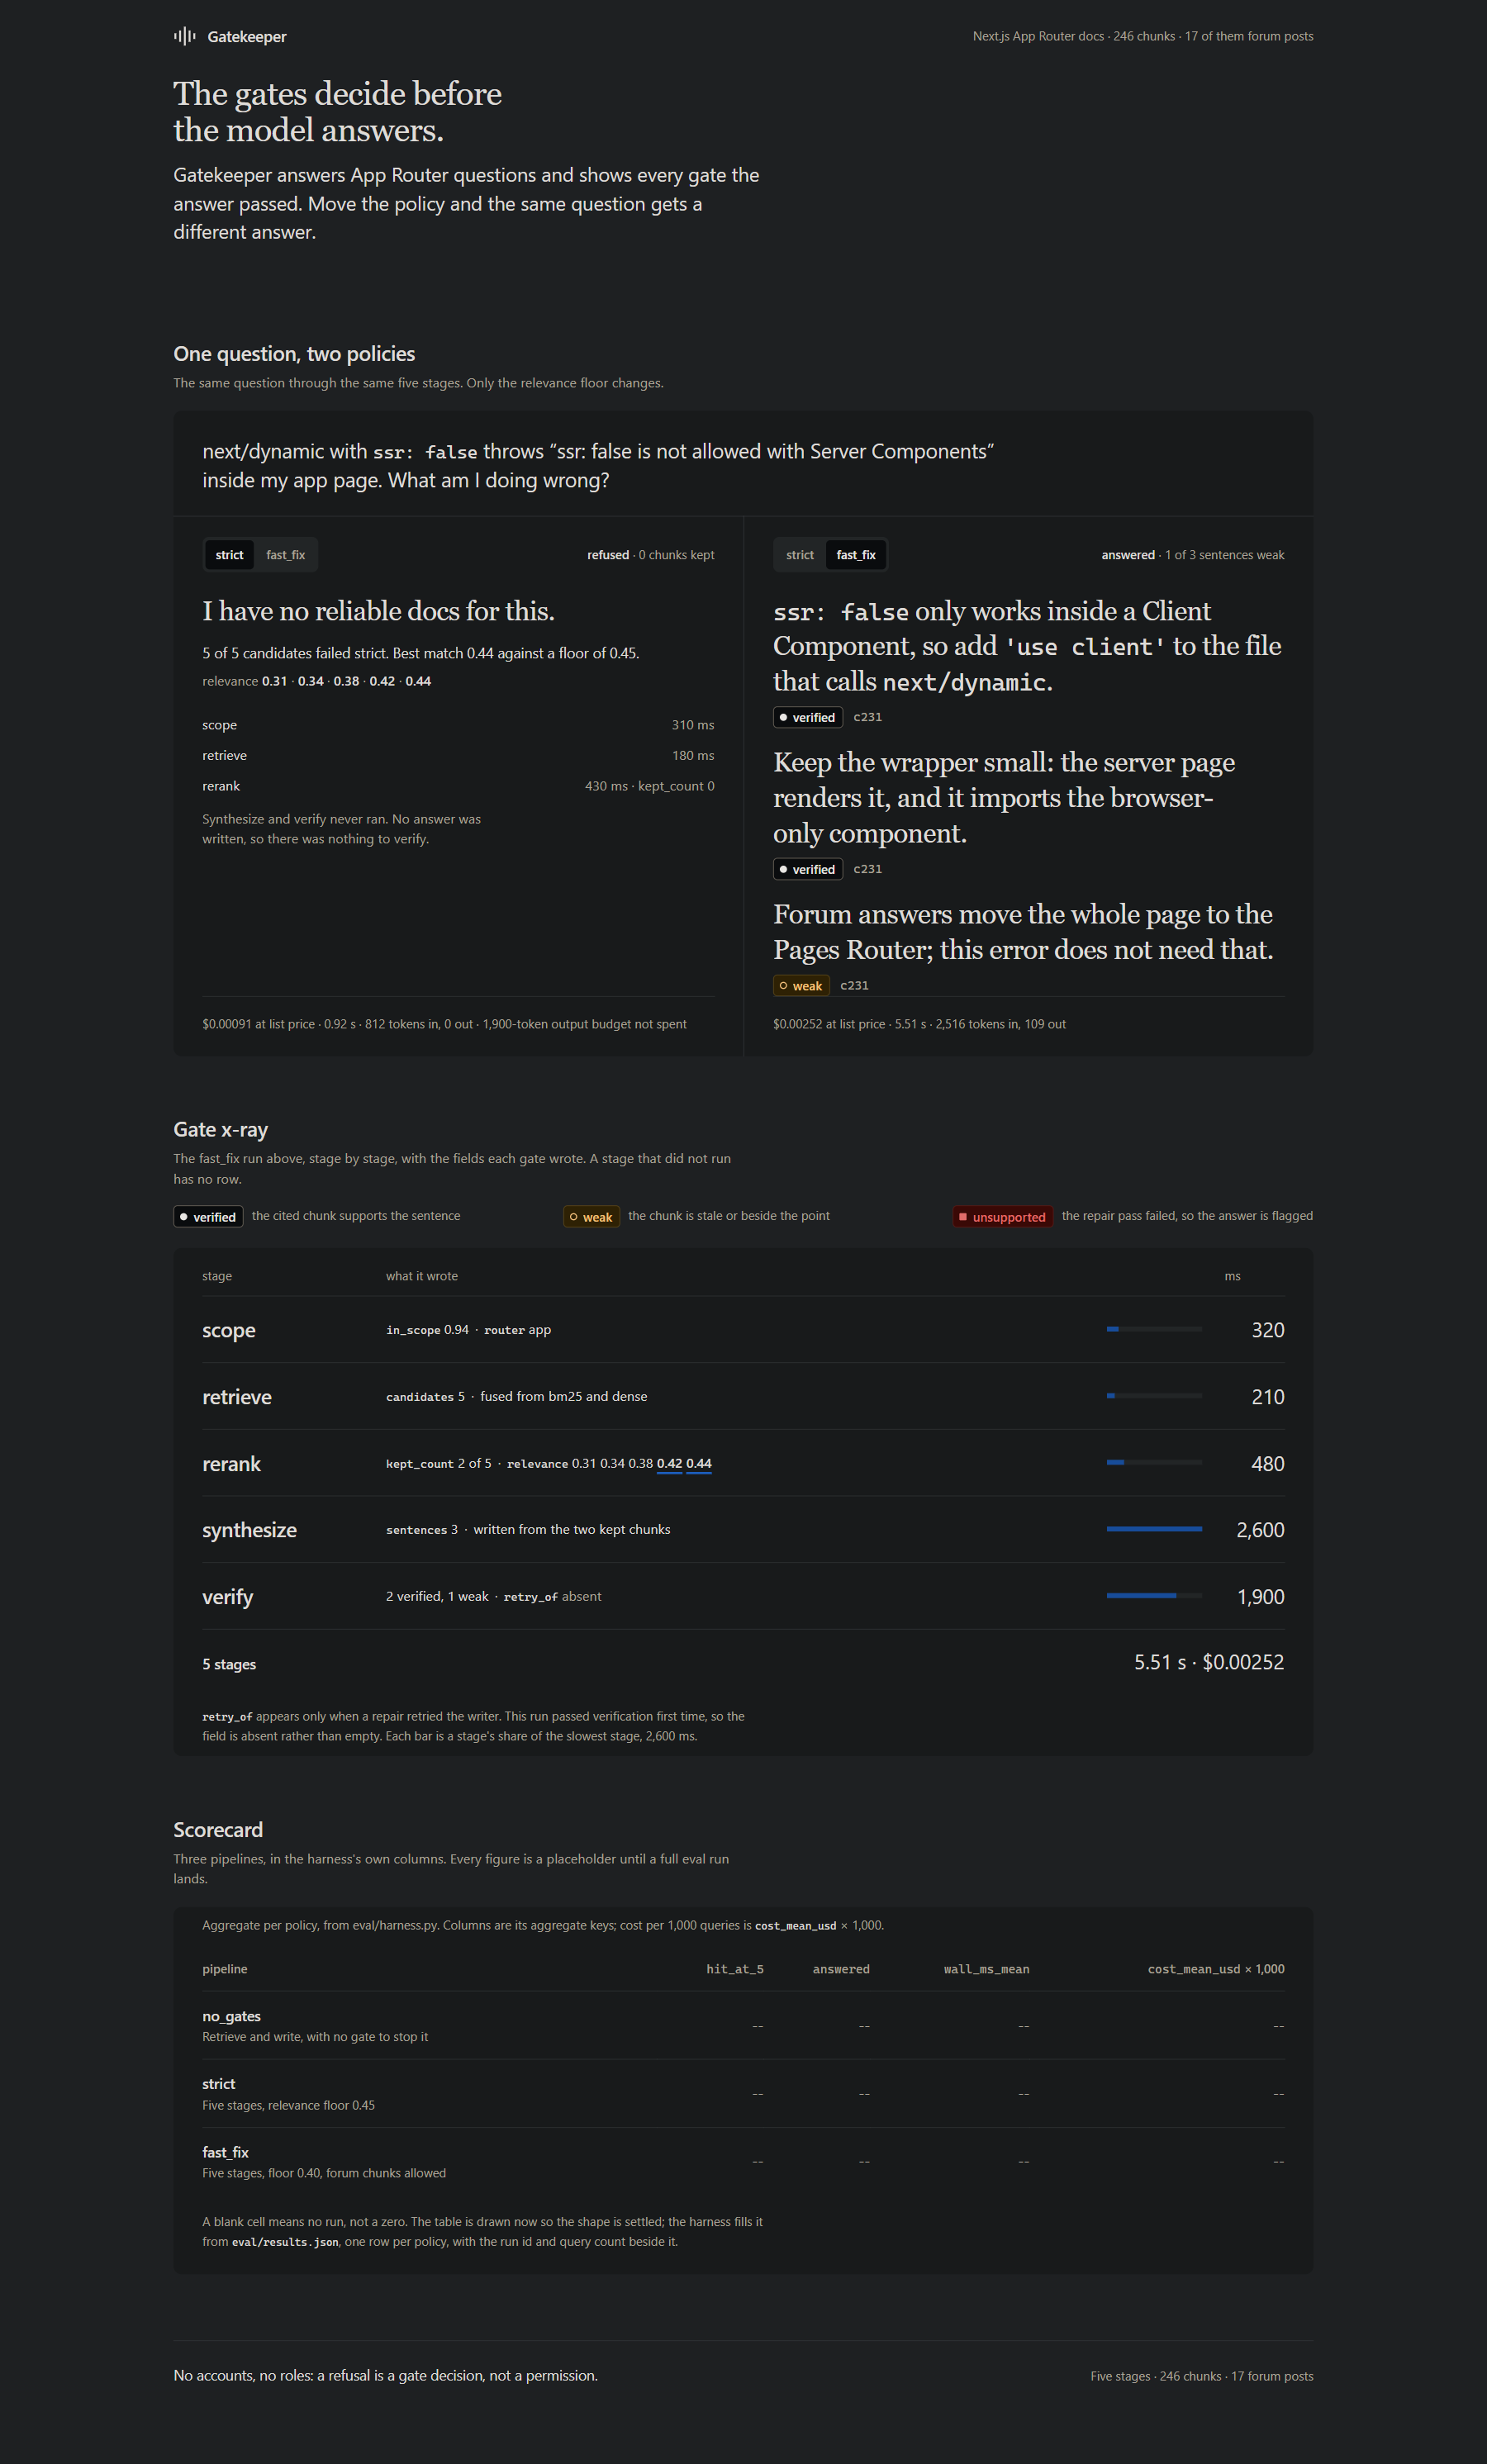 Gatekeeper
Next.js App Router docs · 246 chunks · 17 of them forum posts
The gates decide before
the model answers.
Gatekeeper answers App Router questions and shows every gate the
answer passed. Move the policy and the same question gets a
different answer.
One question, two policies
The same question through the same five stages. Only the relevance floor changes.
next/dynamic with ssr: false throws “ssr: false is not allowed with Server Components”
inside my app page. What am I doing wrong?
strict fast_fix
refused · 0 chunks kept
I have no reliable docs for this.
5 of 5 candidates failed strict. Best match 0.44 against a floor of 0.45.
relevance 0.31 · 0.34 · 0.38 · 0.42 · 0.44
scope 310 ms
retrieve 180 ms
rerank 430 ms · kept_count 0
Synthesize and verify never ran. No answer was
written, so there was nothing to verify.
$0.00091 at list price · 0.92 s · 812 tokens in, 0 out · 1,900-token output budget not spent
strict fast_fix
answered · 1 of 3 sentences weak
ssr: false only works inside a Client
Component, so add 'use client' to the file
that calls next/dynamic.
verified c231
Keep the wrapper small: the server page
renders it, and it imports the browser-
only component.
verified c231
Forum answers move the whole page to the
Pages Router; this error does not need that.
weak c231
$0.00252 at list price · 5.51 s · 2,516 tokens in, 109 out
Gate x-ray
The fast_fix run above, stage by stage, with the fields each gate wrote. A stage that did not run
has no row.
verified the cited chunk supports the sentence
weak the chunk is stale or beside the point
unsupported the repair pass failed, so the answer is flagged
stage what it wrote ms
scope in_scope 0.94 · router app 320
retrieve candidates 5 · fused from bm25 and dense 210
rerank kept_count 2 of 5 · relevance 0.31 0.34 0.38 0.42 0.44 480
synthesize sentences 3 · written from the two kept chunks 2,600
verify 2 verified, 1 weak · retry_of absent 1,900
5 stages 5.51 s · $0.00252
retry_of appears only when a repair retried the writer. This run passed verification first time, so the
field is absent rather than empty. Each bar is a stage's share of the slowest stage, 2,600 ms.
Scorecard
Three pipelines, in the harness's own columns. Every figure is a placeholder until a full eval run
lands.
Aggregate per policy, from eval/harness.py. Columns are its aggregate keys; cost per 1,000 queries is cost_mean_usd × 1,000.
pipeline hit_at_5 answered wall_ms_mean cost_mean_usd × 1,000
no_gates
Retrieve and write, with no gate to stop it
-- -- -- --
strict
Five stages, relevance floor 0.45
-- -- -- --
fast_fix
Five stages, floor 0.40, forum chunks allowed
-- -- -- --
A blank cell means no run, not a zero. The table is drawn now so the shape is settled; the harness fills it
from eval/results.json, one row per policy, with the run id and query count beside it.
No accounts, no roles: a refusal is a gate decision, not a permission.
Five stages · 246 chunks · 17 forum posts